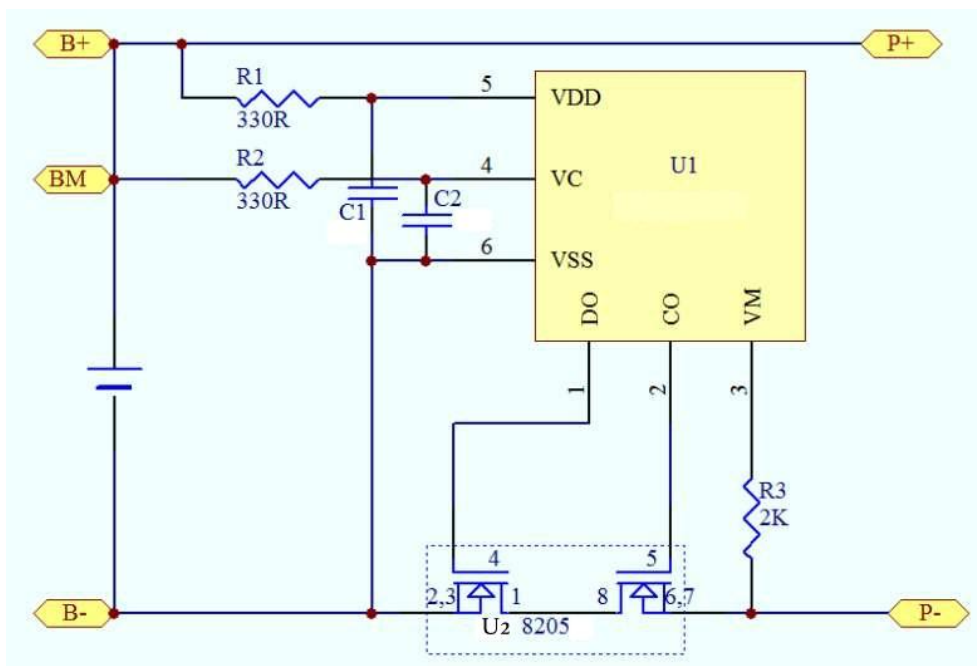 B+
P+
R1
330R
5
VDD
BM
R2
330R
4
VC
U1
C1
C2
6
VSS
DO
CO
VM
1
2
3
R3
2K
4
5
2,3
1
8
6,7
U2 8205
B-
P-